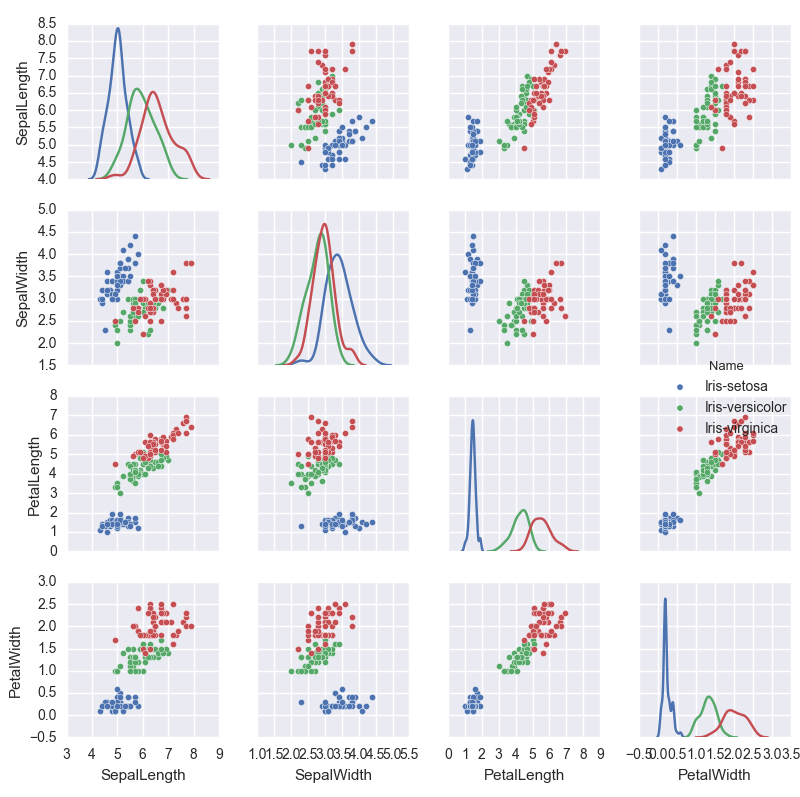 8.5
8.0
7.5
7.0
6.5
6.0
5.5
5.0
4.5
4.0
SepalLength
5.0
4.5
4.0
3.5
3.0
2.5
2.0
1.5
SepalWidth
Name
Iris-setosa
Iris-versicolor
Iris-virginica
8
7
6
5
4
3
2
1
0
PetalLength
3.0
2.5
2.0
1.5
1.0
0.5
0.0
−0.5
PetalWidth
3 4 5 6 7 8 9
1.0 1.5 2.0 2.5 3.0 3.5 4.0 4.5 5.0 5.5
0 1 2 3 4 5 6 7 8 9
−0.5 0.0 0.5 1.0 1.5 2.0 2.5 3.0 3.5
SepalLength
SepalWidth
PetalLength
PetalWidth